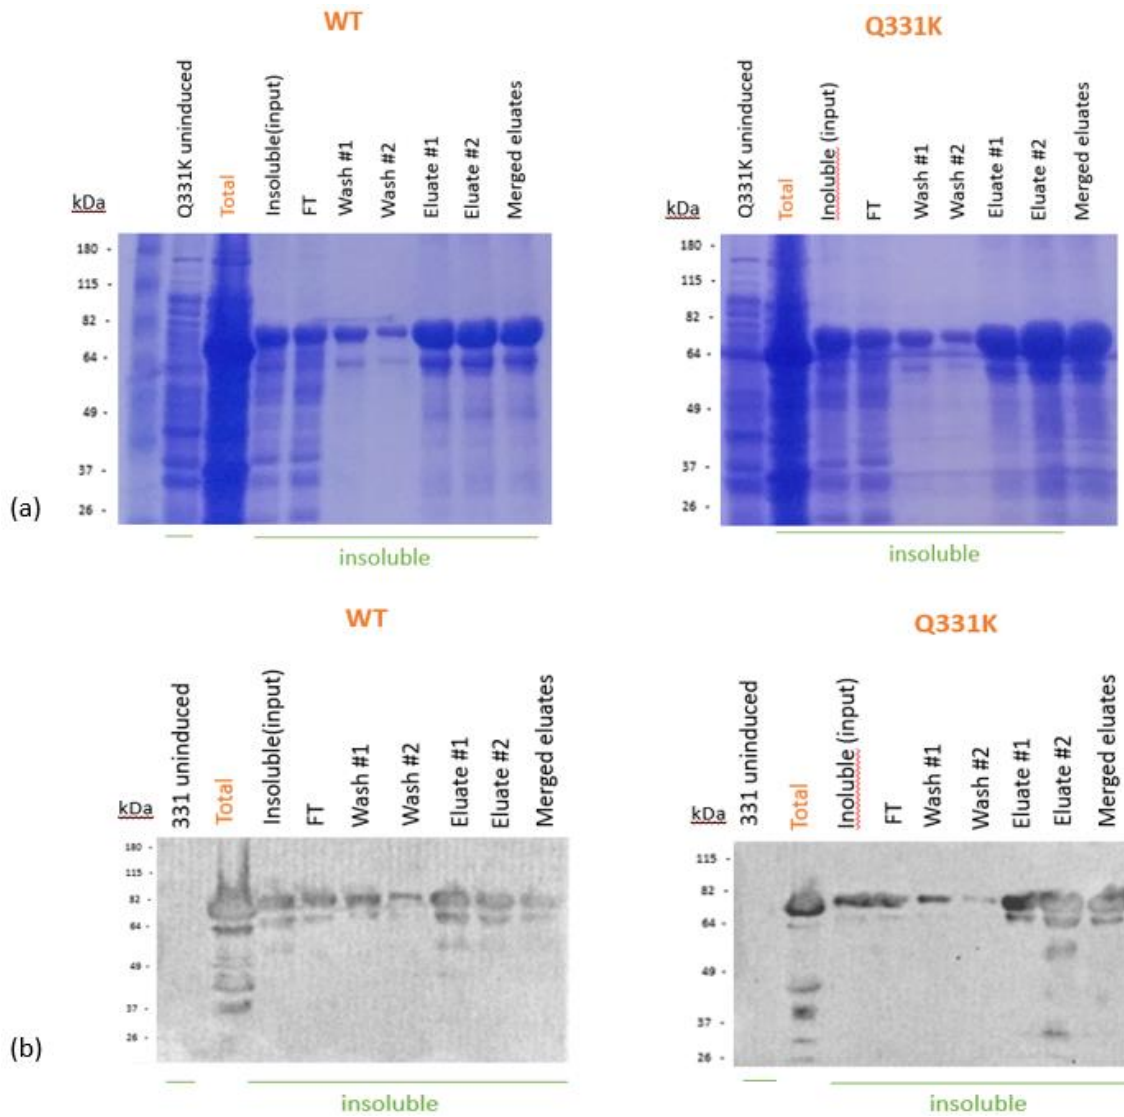 WT
kDa
Q331K uninduced
Total
Insoluble(input)
FT
Wash #1
Wash #2
Eluate #1
Eluate #2
Merged eluates
180 -
115 -
82 -
64 -
49 -
37 -
26 -
insoluble
Q331K
kDa
Q331K uninduced
Total
Inoluble (input)
FT
Wash #1
Wash #2
Eluate #1
Eluate #2
Merged eluates
180 -
115 -
82 -
64 -
49 -
37 -
26 -
insoluble
(a)
WT
kDa
331 uninduced
Total
Insoluble(input)
FT
Wash #1
Wash #2
Eluate #1
Eluate #2
Merged eluates
180 -
115 -
82 -
64 -
49 -
37 -
26 -
insoluble
Q331K
kDa
331 uninduced
Total
Inoluble (input)
FT
Wash #1
Wash #2
Eluate #1
Eluate #2
Merged eluates
115 -
82 -
64 -
49 -
37 -
26 -
insoluble
(b)